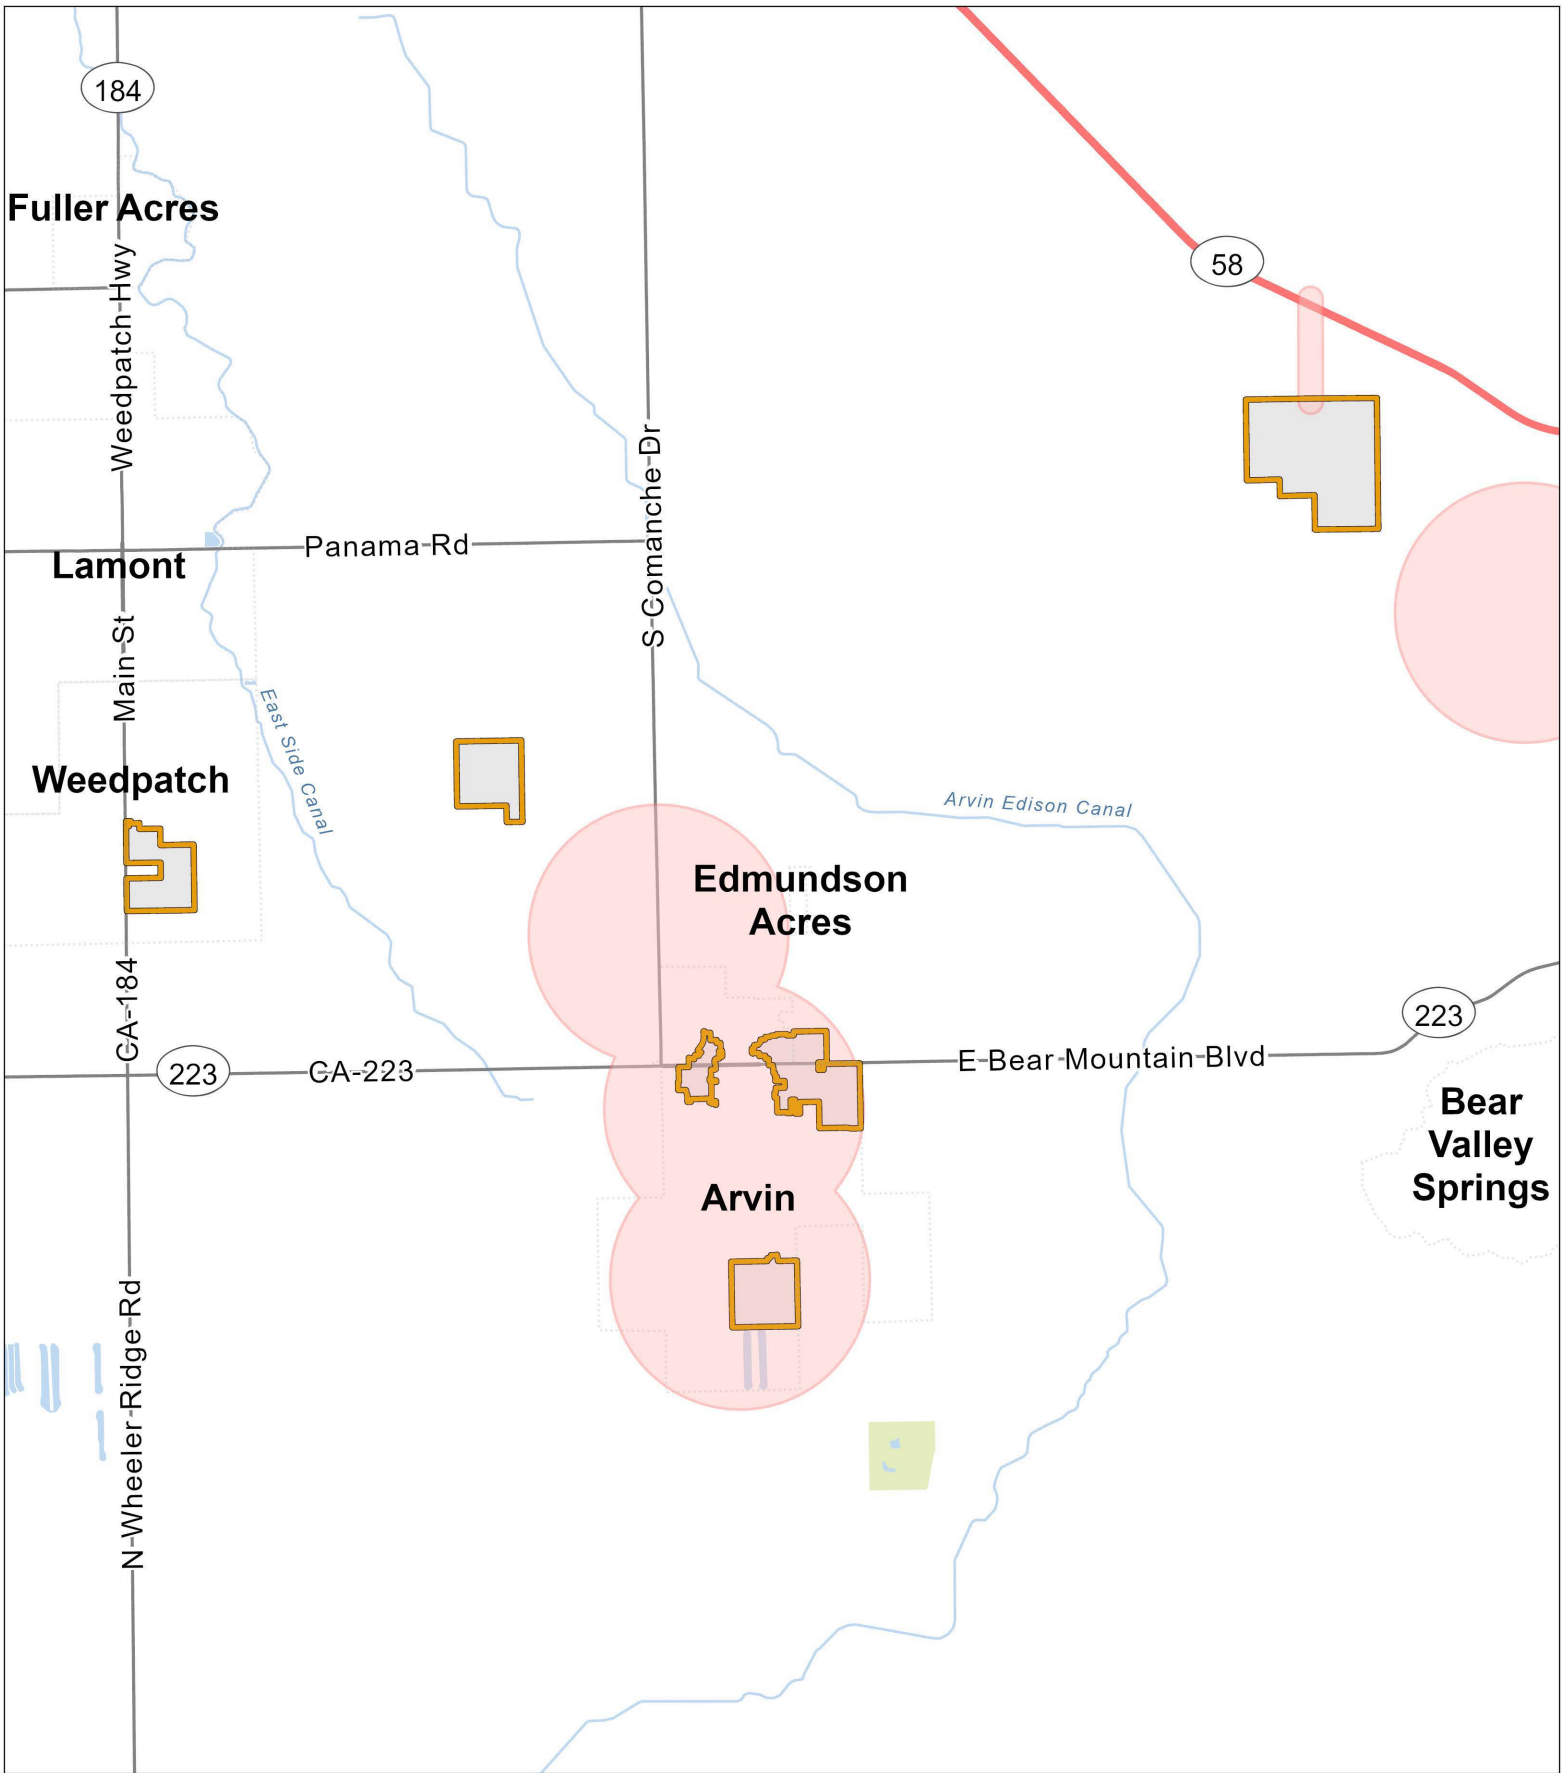 184
Fuller Acres
Weedpatch Hwy
58
S Comanche Dr
Panama Rd
Lamont
Main St
East Side Canal
Weedpatch
Arvin Edison Canal
Edmundson
Acres
CA-184
223
223
CA-223
E Bear Mountain Blvd
Bear
Valley
Springs
Arvin
N Wheeler Ridge Rd